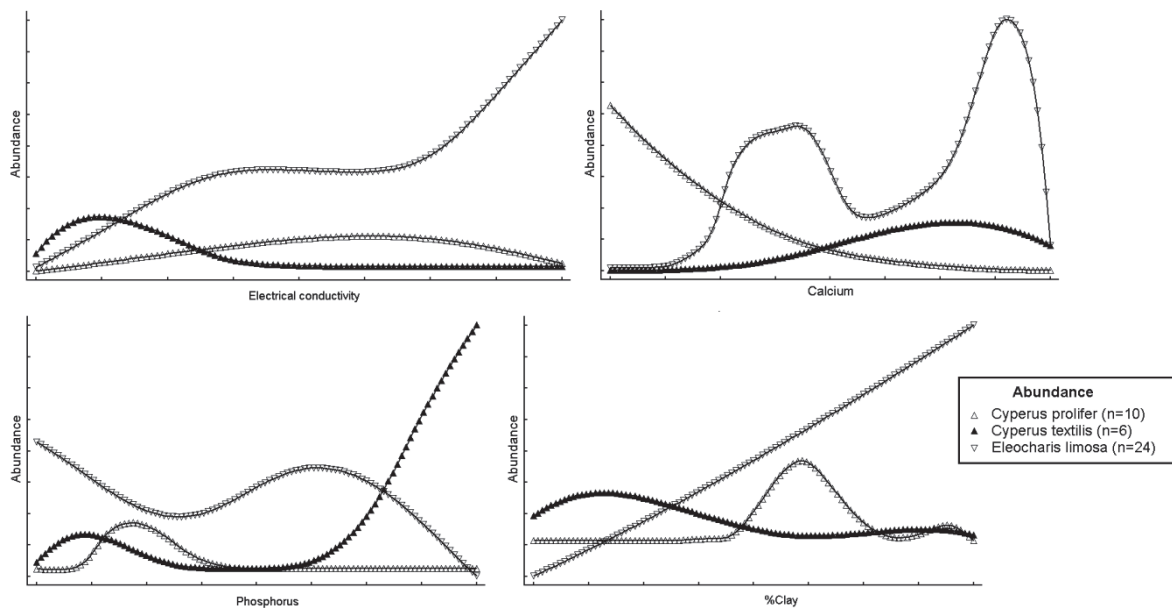 Abundance
Electrical conductivity
Abundance
Calcium
Abundance
Phosphorus
Abundance
%Clay
Abundance
Cyperus prolifer (n=10)
Cyperus textilis (n=6)
Eleocharis limosa (n=24)